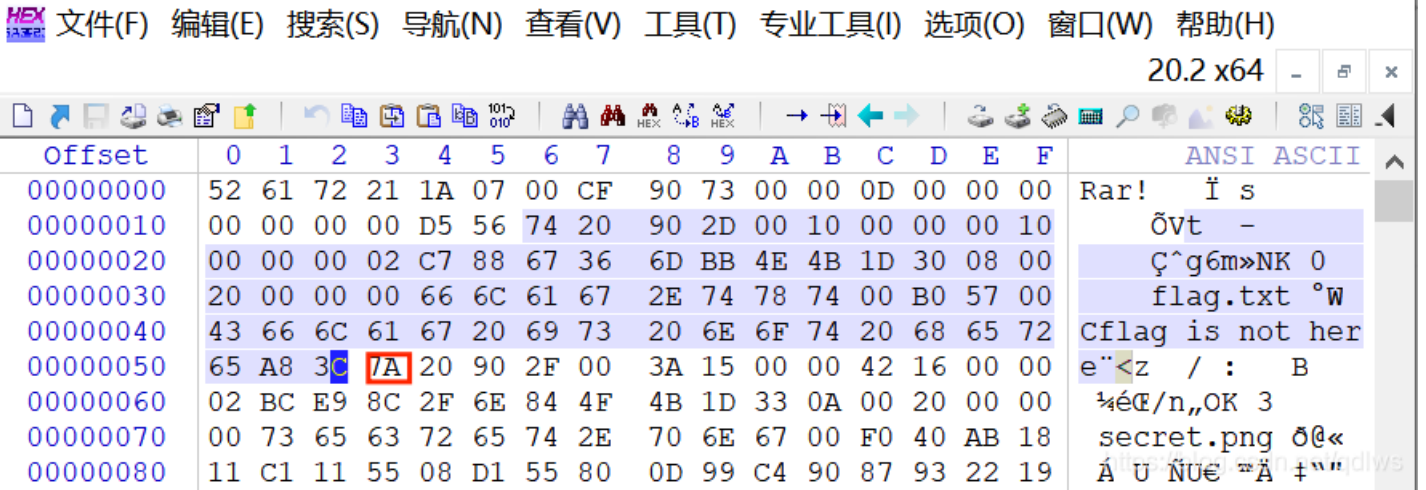 文件(F) 编辑(E) 搜索(S) 导航(N) 查看(V) 工具(T) 专业工具(I) 选项(O) 窗口(W) 帮助(H)
20.2 x64
Offset 0 1 2 3 4 5 6 7 8 9 A B C D E F ANSI ASCII
00000000 52 61 72 21 1A 07 00 CF 90 73 00 00 0D 00 00 00 Rar! Ï s
00000010 00 00 00 00 D5 56 74 20 90 2D 00 10 00 00 00 10 ÕVt -
00000020 00 00 00 02 C7 88 67 36 6D BB 4E 4B 1D 30 08 00 Çˆg6m»NK 0
00000030 20 00 00 00 66 6C 61 67 2E 74 78 74 00 B0 57 00 flag.txt °W
00000040 43 66 6C 61 67 20 69 73 20 6E 6F 74 20 68 65 72 Cflag is not her
00000050 65 A8 3C 7A 20 90 2F 00 3A 15 00 00 42 16 00 00 e¨<z / : B
00000060 02 BC E9 8C 2F 6E 84 4F 4B 1D 33 0A 00 20 00 00 ¼éŒ/n„OK 3
00000070 00 73 65 63 72 65 74 2E 70 6E 67 00 F0 40 AB 18 secret.png ð@«
00000080 11 C1 11 55 08 D1 55 80 0D 99 C4 90 87 93 22 19 Á U ÑU€ ™Ä ‡“"
https://blog.csdn.net/qdlws